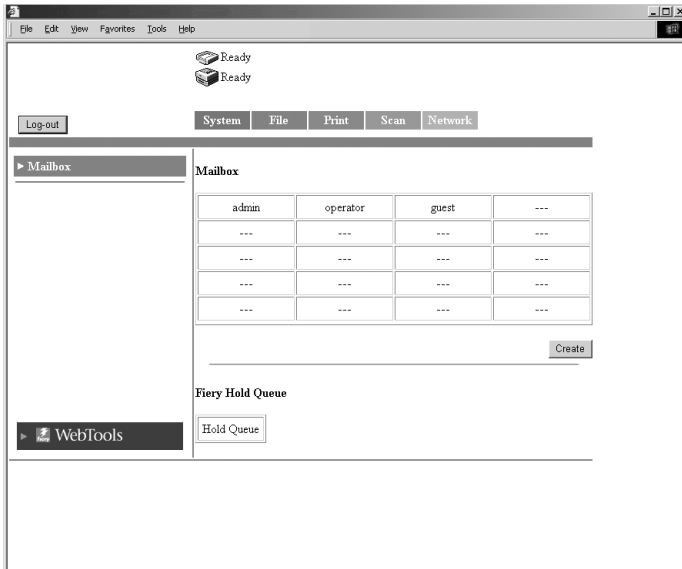 File Edit View Favorites Tools Help
Ready
Ready
Log-out
System File Print Scan Network
Mailbox
Mailbox
admin operator guest ---
--- --- --- ---
--- --- --- ---
--- --- --- ---
--- --- --- ---
Create
Fiery Hold Queue
Hold Queue
WebTools